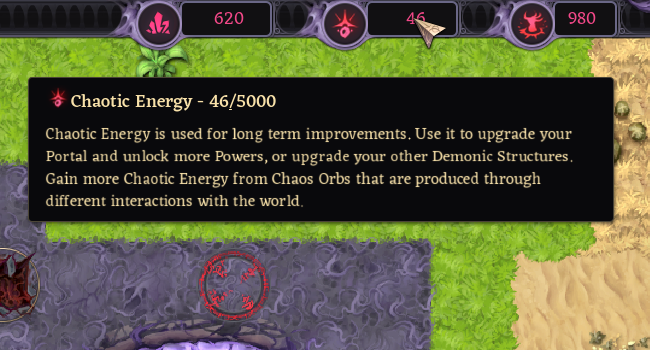 620
46
980
Chaotic Energy - 46/5000
Chaotic Energy is used for long term improvements. Use it to upgrade your
Portal and unlock more Powers, or upgrade your other Demonic Structures.
Gain more Chaotic Energy from Chaos Orbs that are produced through
different interactions with the world.